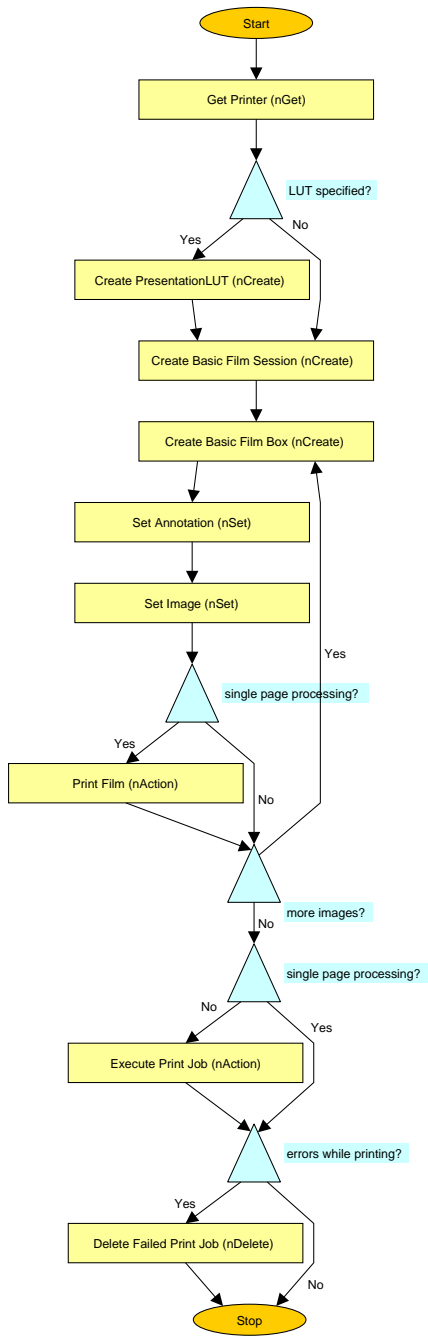 Start
Get Printer (nGet)
LUT specified?
Yes
No
Create PresentationLUT (nCreate)
Create Basic Film Session (nCreate)
Create Basic Film Box (nCreate)
Set Annotation (nSet)
Set Image (nSet)
Yes
single page processing?
Yes
Print Film (nAction)
No
more images?
No
single page processing?
No
Yes
Execute Print Job (nAction)
errors while printing?
Yes
Delete Failed Print Job (nDelete)
No
Stop